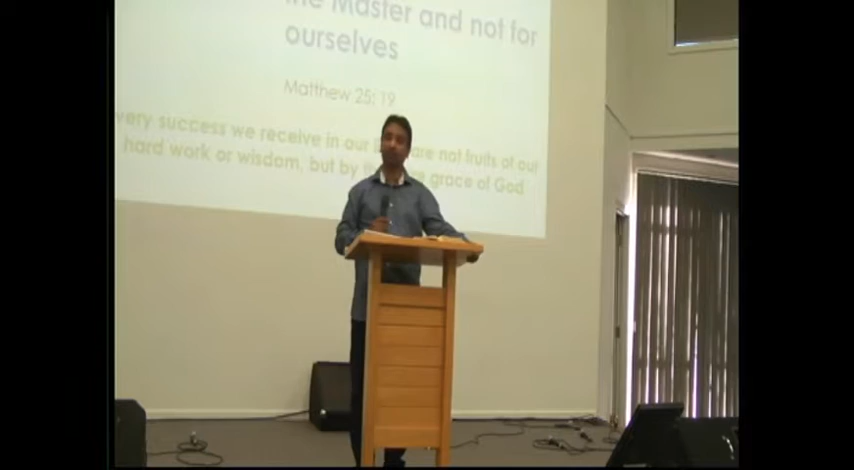 the Master and not for
ourselves
Matthew 25: 19
very success we receive in our are not fruits of our
hard work or wisdom, but by grace of God